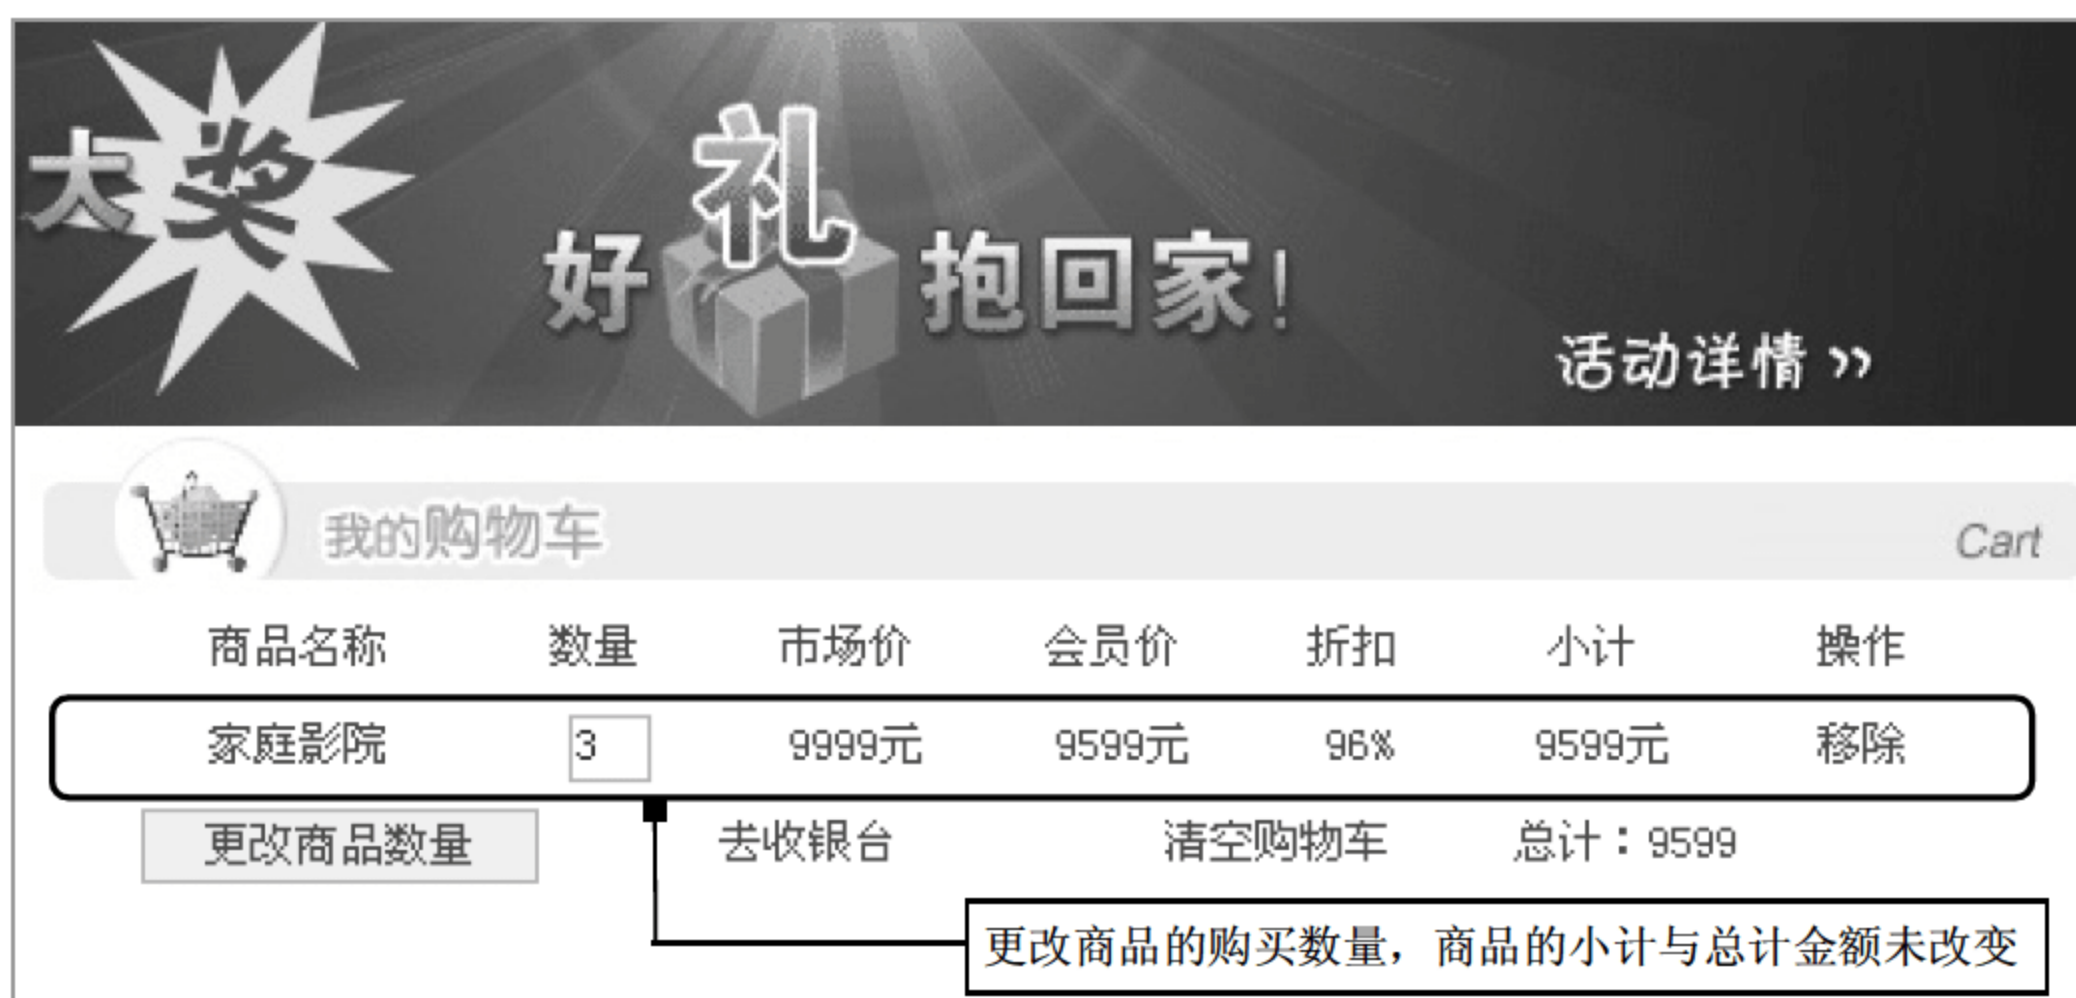 大奖
好礼抱回家!
活动详情 >>
我的购物车
Cart
商品名称 数量 市场价 会员价 折扣 小计 操作
家庭影院 3 9999元 9599元 96% 9599元 移除
更改商品数量 去收银台 清空购物车 总计：9599
更改商品的购买数量，商品的小计与总计金额未改变